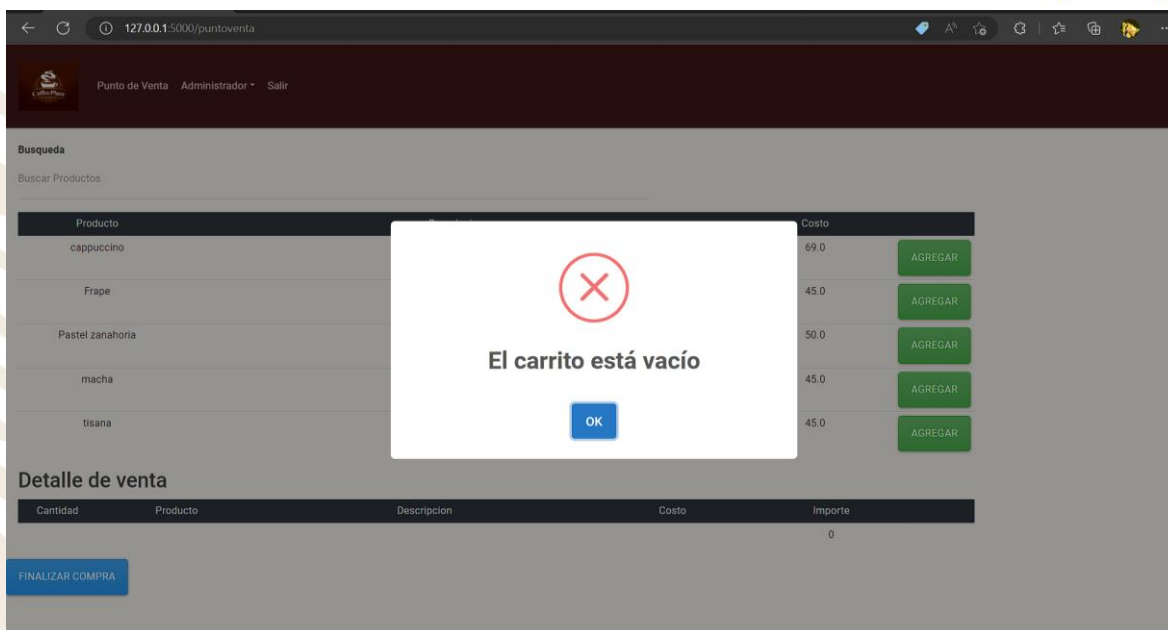 127.0.0.1:5000/puntoventa
Coffee Place
Punto de Venta Administrador Salir
Busqueda
Buscar Productos
Producto Costo
cappuccino 69.0 AGREGAR
Frape 45.0 AGREGAR
Pastel zanahoria 50.0 AGREGAR
macha 45.0 AGREGAR
tisana 45.0 AGREGAR
El carrito está vacío
OK
Detalle de venta
Cantidad Producto Descripcion Costo Importe
0
FINALIZAR COMPRA